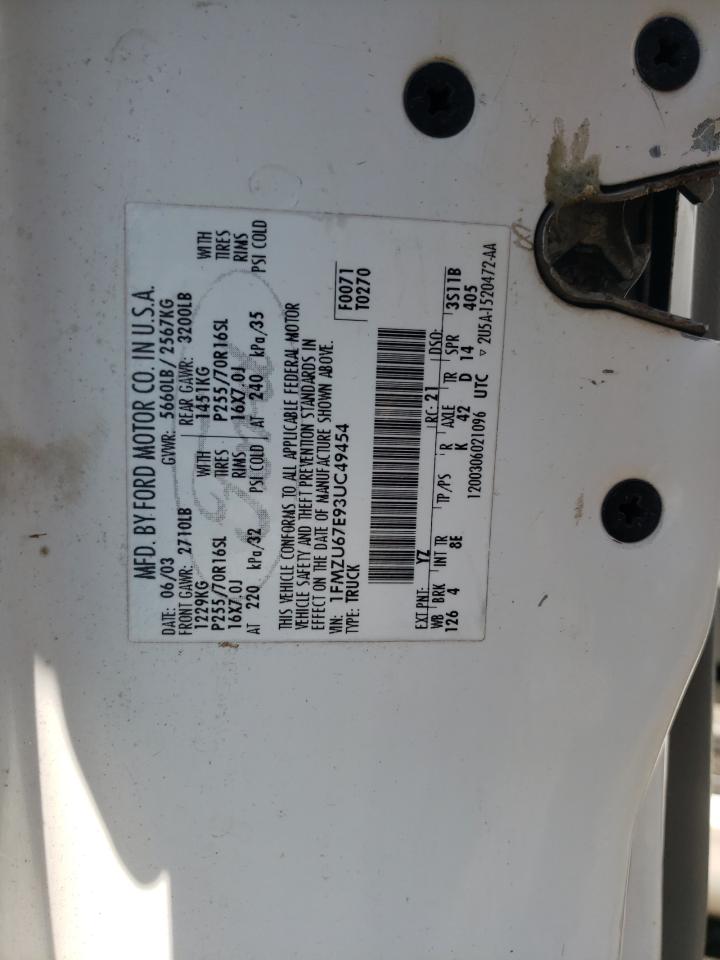 MFD. BY FORD MOTOR CO. IN U.S.A.
DATE: 06/03 GVWR: 5660LB/2567KG
FRONT GAWR: 2710LB REAR GAWR: 3200LB
1229KG WITH 1451KG WITH
P255/70R16SL TIRES P255/70R16SL TIRES
16X7.0J RIMS 16X7.0J RIMS
AT 220 kPa/32 PSI COLD AT 240 kPa/35 PSI COLD
THIS VEHICLE CONFORMS TO ALL APPLICABLE FEDERAL MOTOR
VEHICLE SAFETY AND THEFT PREVENTION STANDARDS IN
EFFECT ON THE DATE OF MANUFACTURE SHOWN ABOVE.
VIN: 1FMZU67E93UC49454
TYPE: TRUCK
F0071
T0270
EXT PNT: YZ RC: 21 DSO:
WB BRK INT TR TP/PS R AXLE TR SPR 3S11B
126 4 8E K 42 D 14 405
1200306021096 UTC ▽ 2U5A-1520472-AA